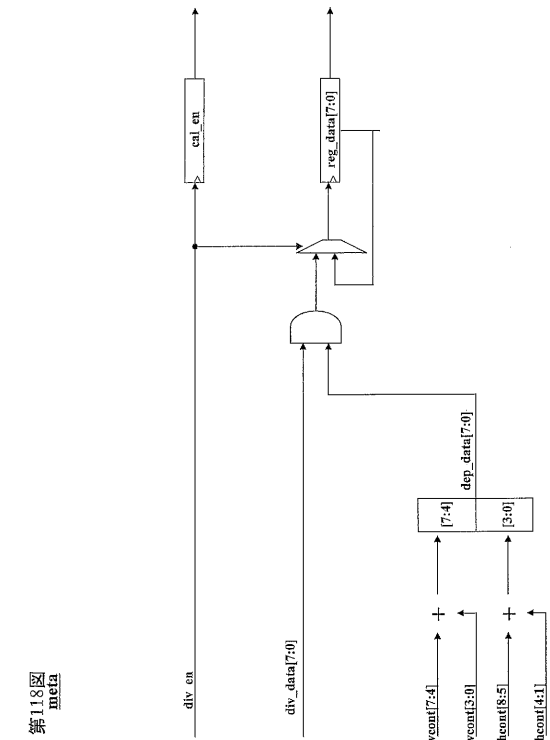 第118図
meta
div_en
cal_en
div_data[7:0]
reg_data[7:0]
vcont[7:4]
vcont[3:0]
hcont[8:5]
hcont[4:1]
+
+
[7:4]
[3:0]
dep_data[7:0]